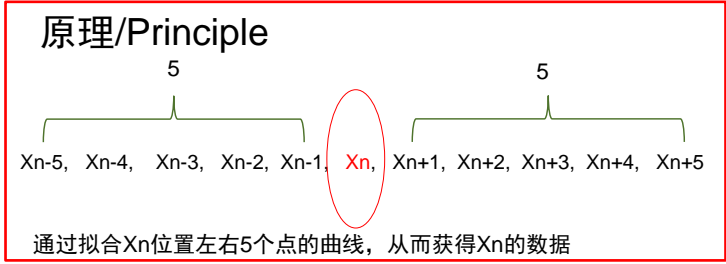 原理/Principle
5 5
Xn-5, Xn-4, Xn-3, Xn-2, Xn-1, Xn, Xn+1, Xn+2, Xn+3, Xn+4, Xn+5
通过拟合Xn位置左右5个点的曲线，从而获得Xn的数据